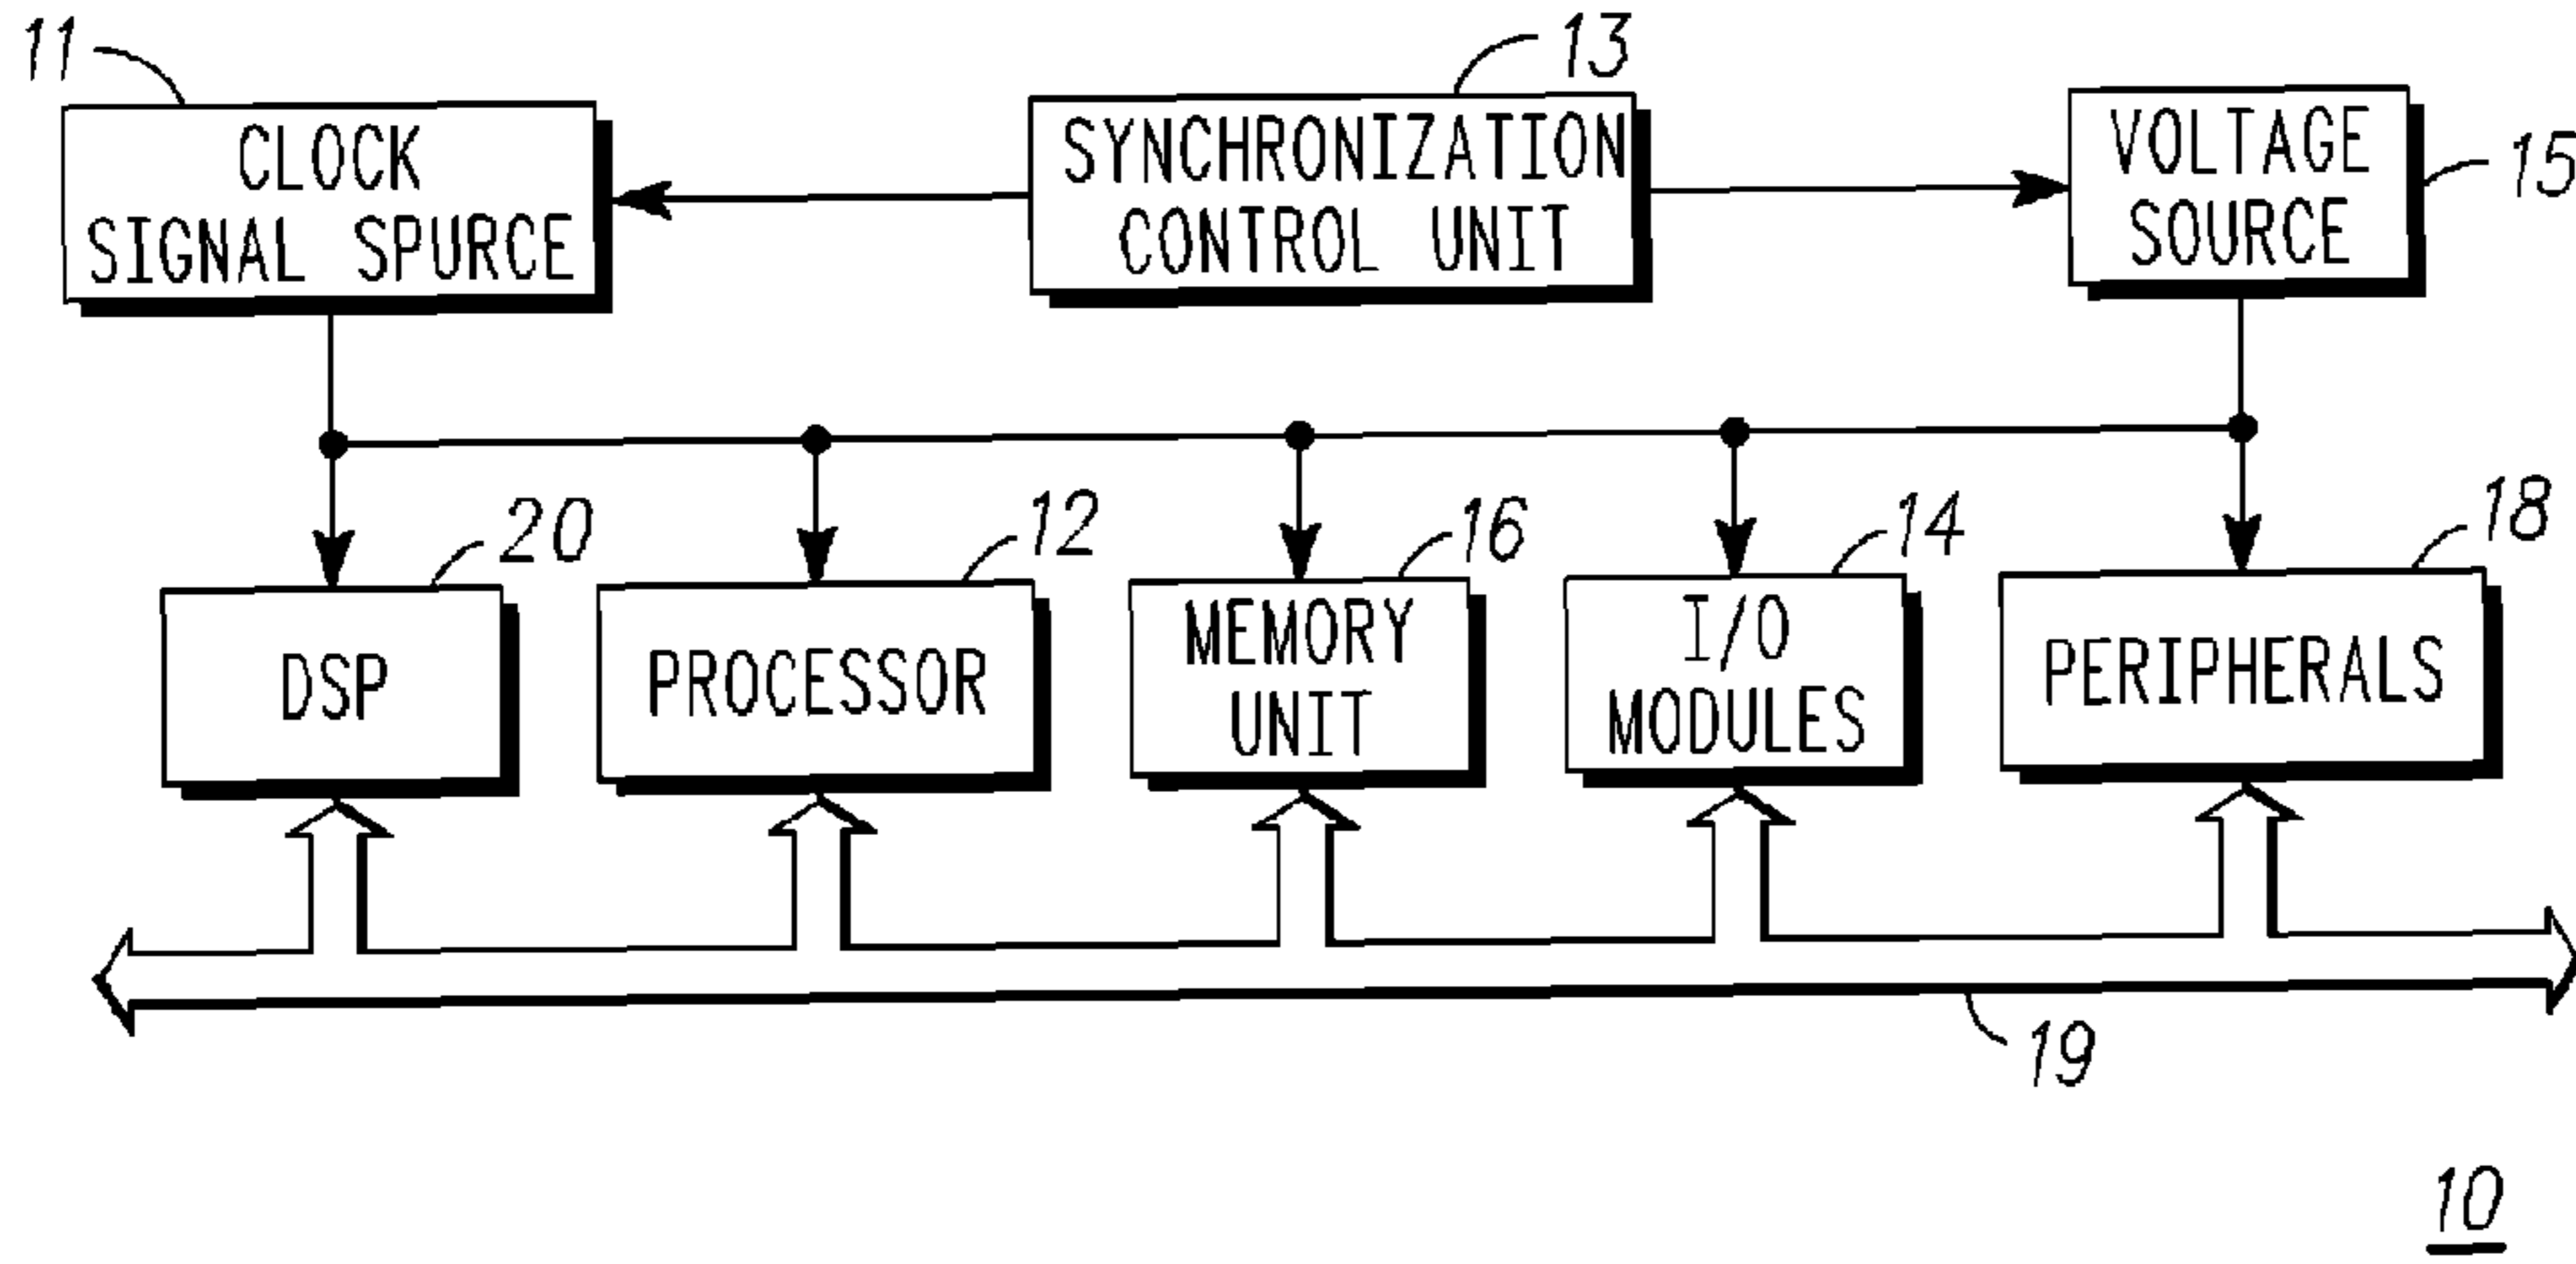 11
13
CLOCK
SIGNAL SPURCE
SYNCHRONIZATION
CONTROL UNIT
VOLTAGE
SOURCE
15
20
12
16
14
18
DSP
PROCESSOR
MEMORY
UNIT
I/O
MODULES
PERIPHERALS
19
10